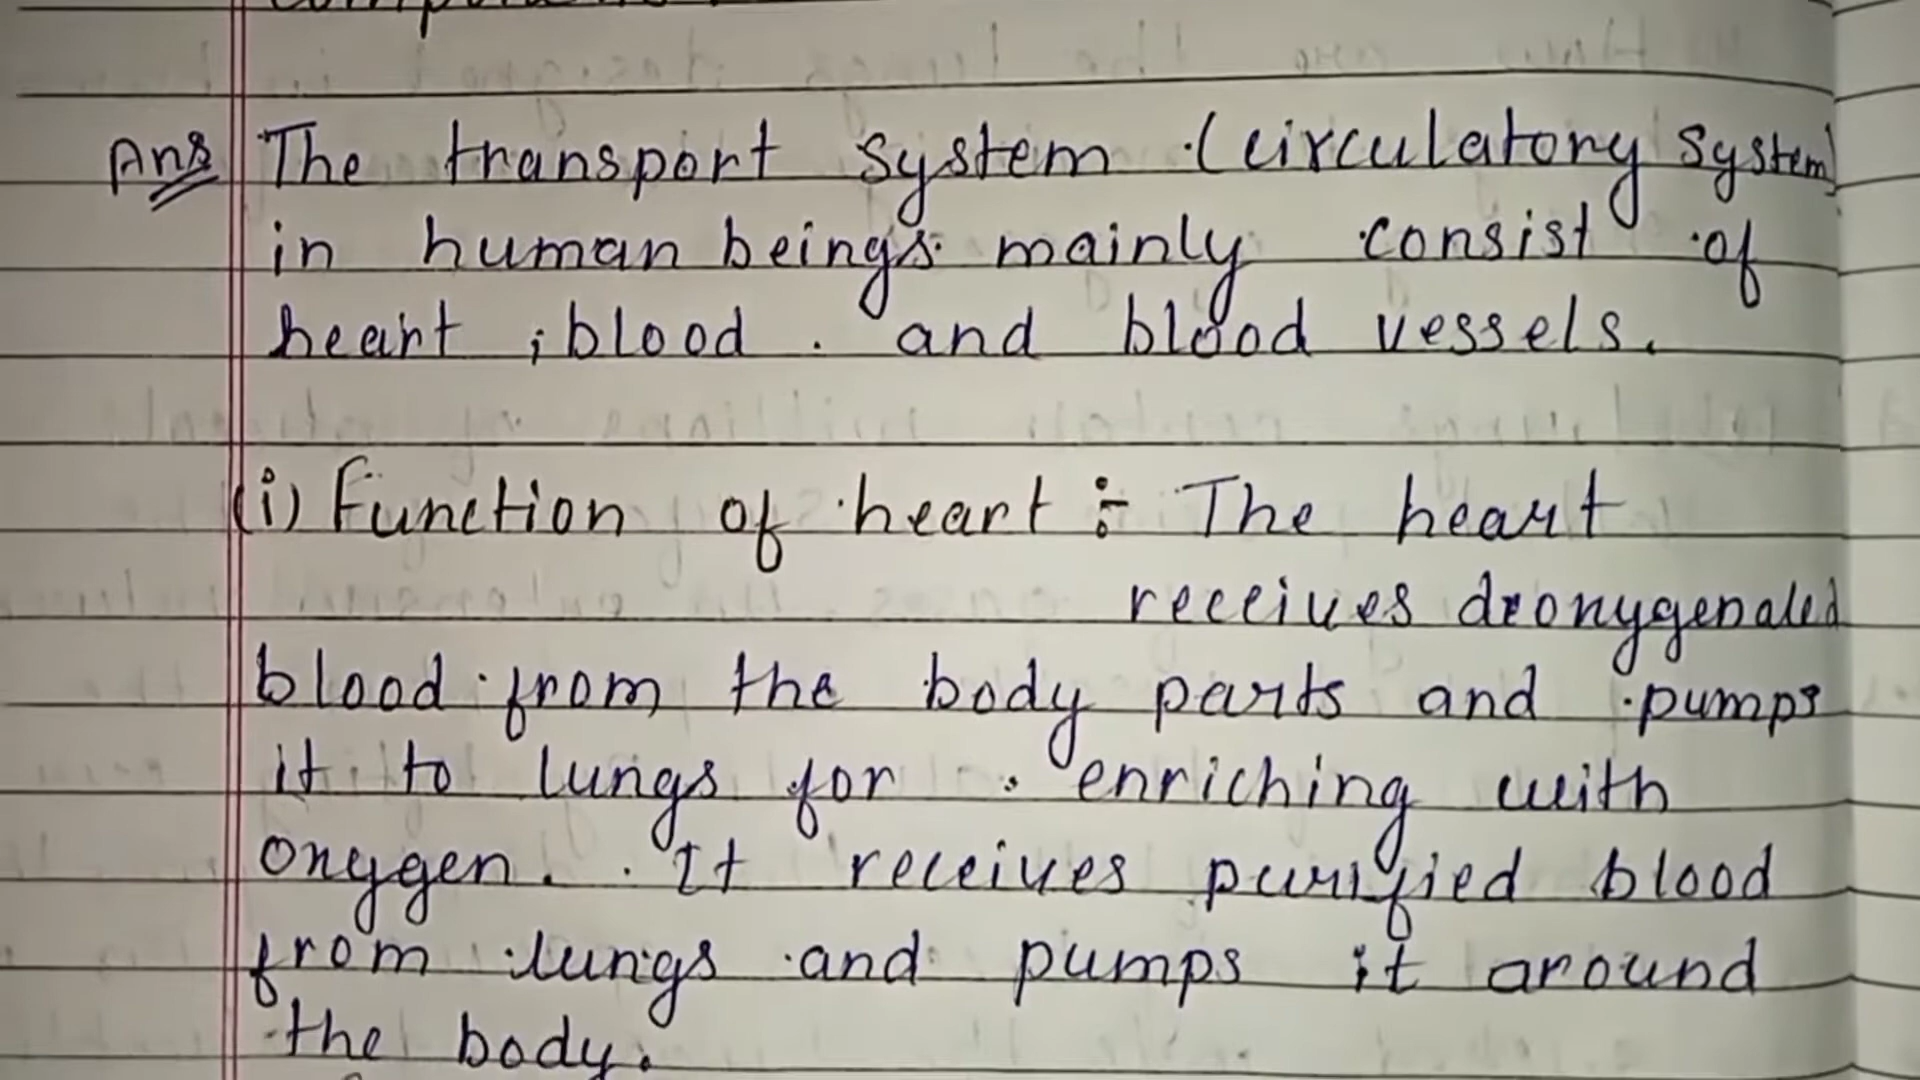 Ans The transport system (circulatory system)
in human beings mainly consist of
heart, blood and blood vessels.
(i) Function of heart :- The heart
receives deoxygenated
blood from the body parts and pumps
it to lungs for enriching with
oxygen. It receives purified blood
from lungs and pumps it around
the body.